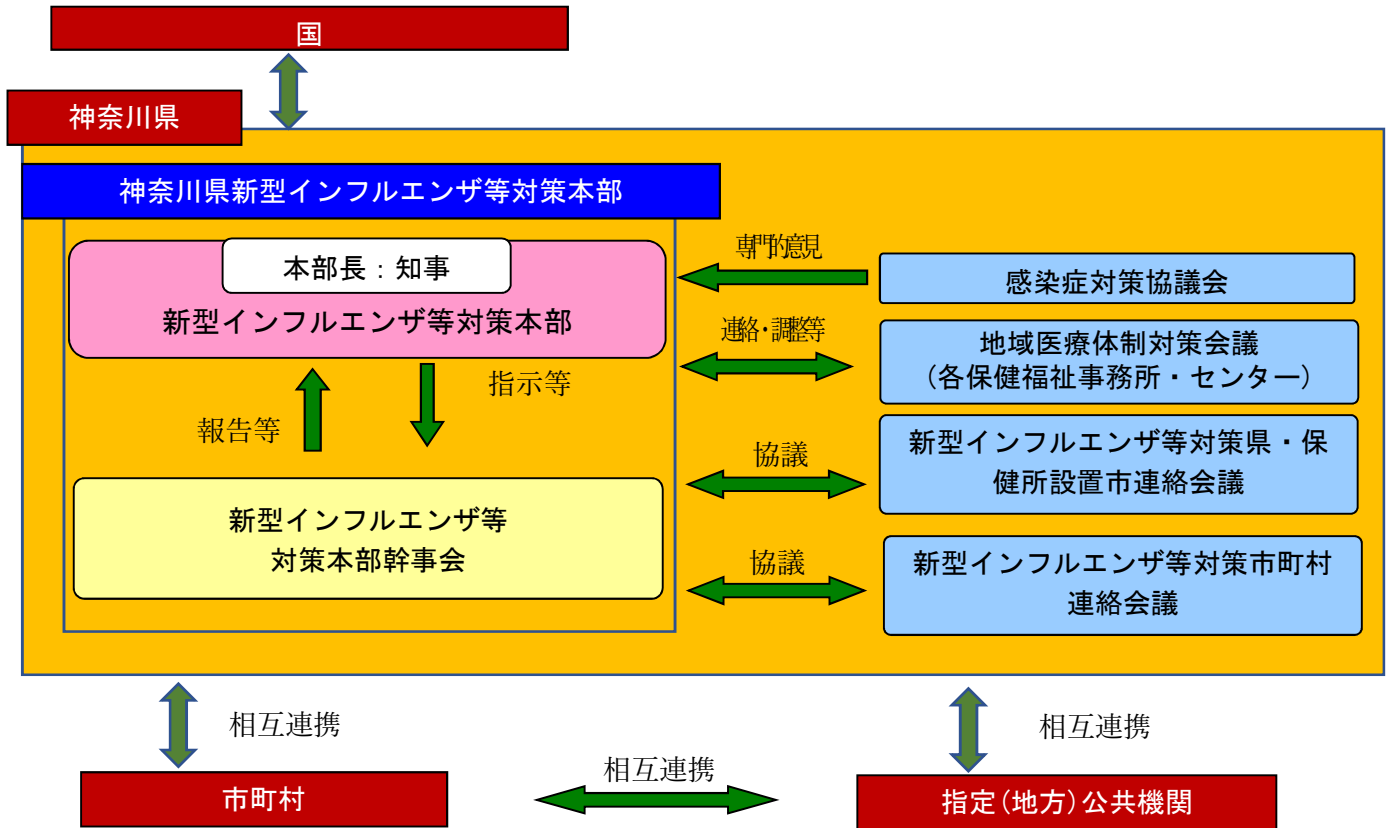 国
神奈川県
神奈川県新型インフルエンザ等対策本部
本部長：知事
新型インフルエンザ等対策本部
指示等
報告等
新型インフルエンザ等
対策本部幹事会
専門的意見
感染症対策協議会
連絡・調整等
地域医療体制対策会議
（各保健福祉事務所・センター）
協議
新型インフルエンザ等対策県・保
健所設置市連絡会議
協議
新型インフルエンザ等対策市町村
連絡会議
相互連携
相互連携
市町村
相互連携
指定(地方)公共機関